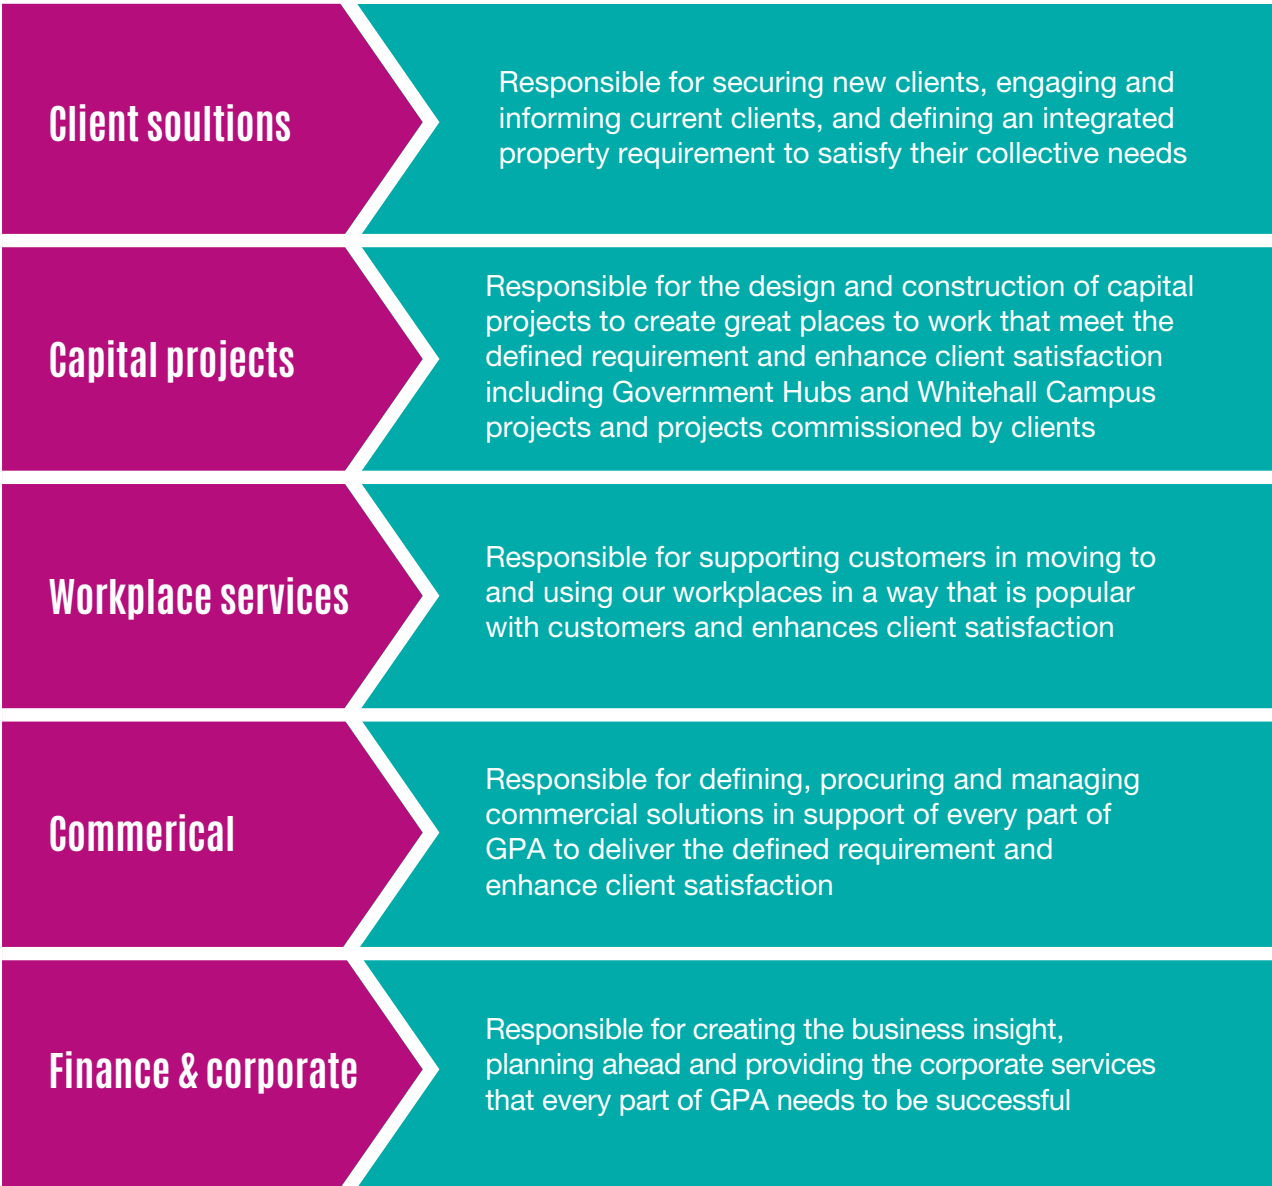 Client soultions
Responsible for securing new clients, engaging and
informing current clients, and defining an integrated
property requirement to satisfy their collective needs
Capital projects
Responsible for the design and construction of capital
projects to create great places to work that meet the
defined requirement and enhance client satisfaction
including Government Hubs and Whitehall Campus
projects and projects commissioned by clients
Workplace services
Responsible for supporting customers in moving to
and using our workplaces in a way that is popular
with customers and enhances client satisfaction
Commerical
Responsible for defining, procuring and managing
commercial solutions in support of every part of
GPA to deliver the defined requirement and
enhance client satisfaction
Finance & corporate
Responsible for creating the business insight,
planning ahead and providing the corporate services
that every part of GPA needs to be successful